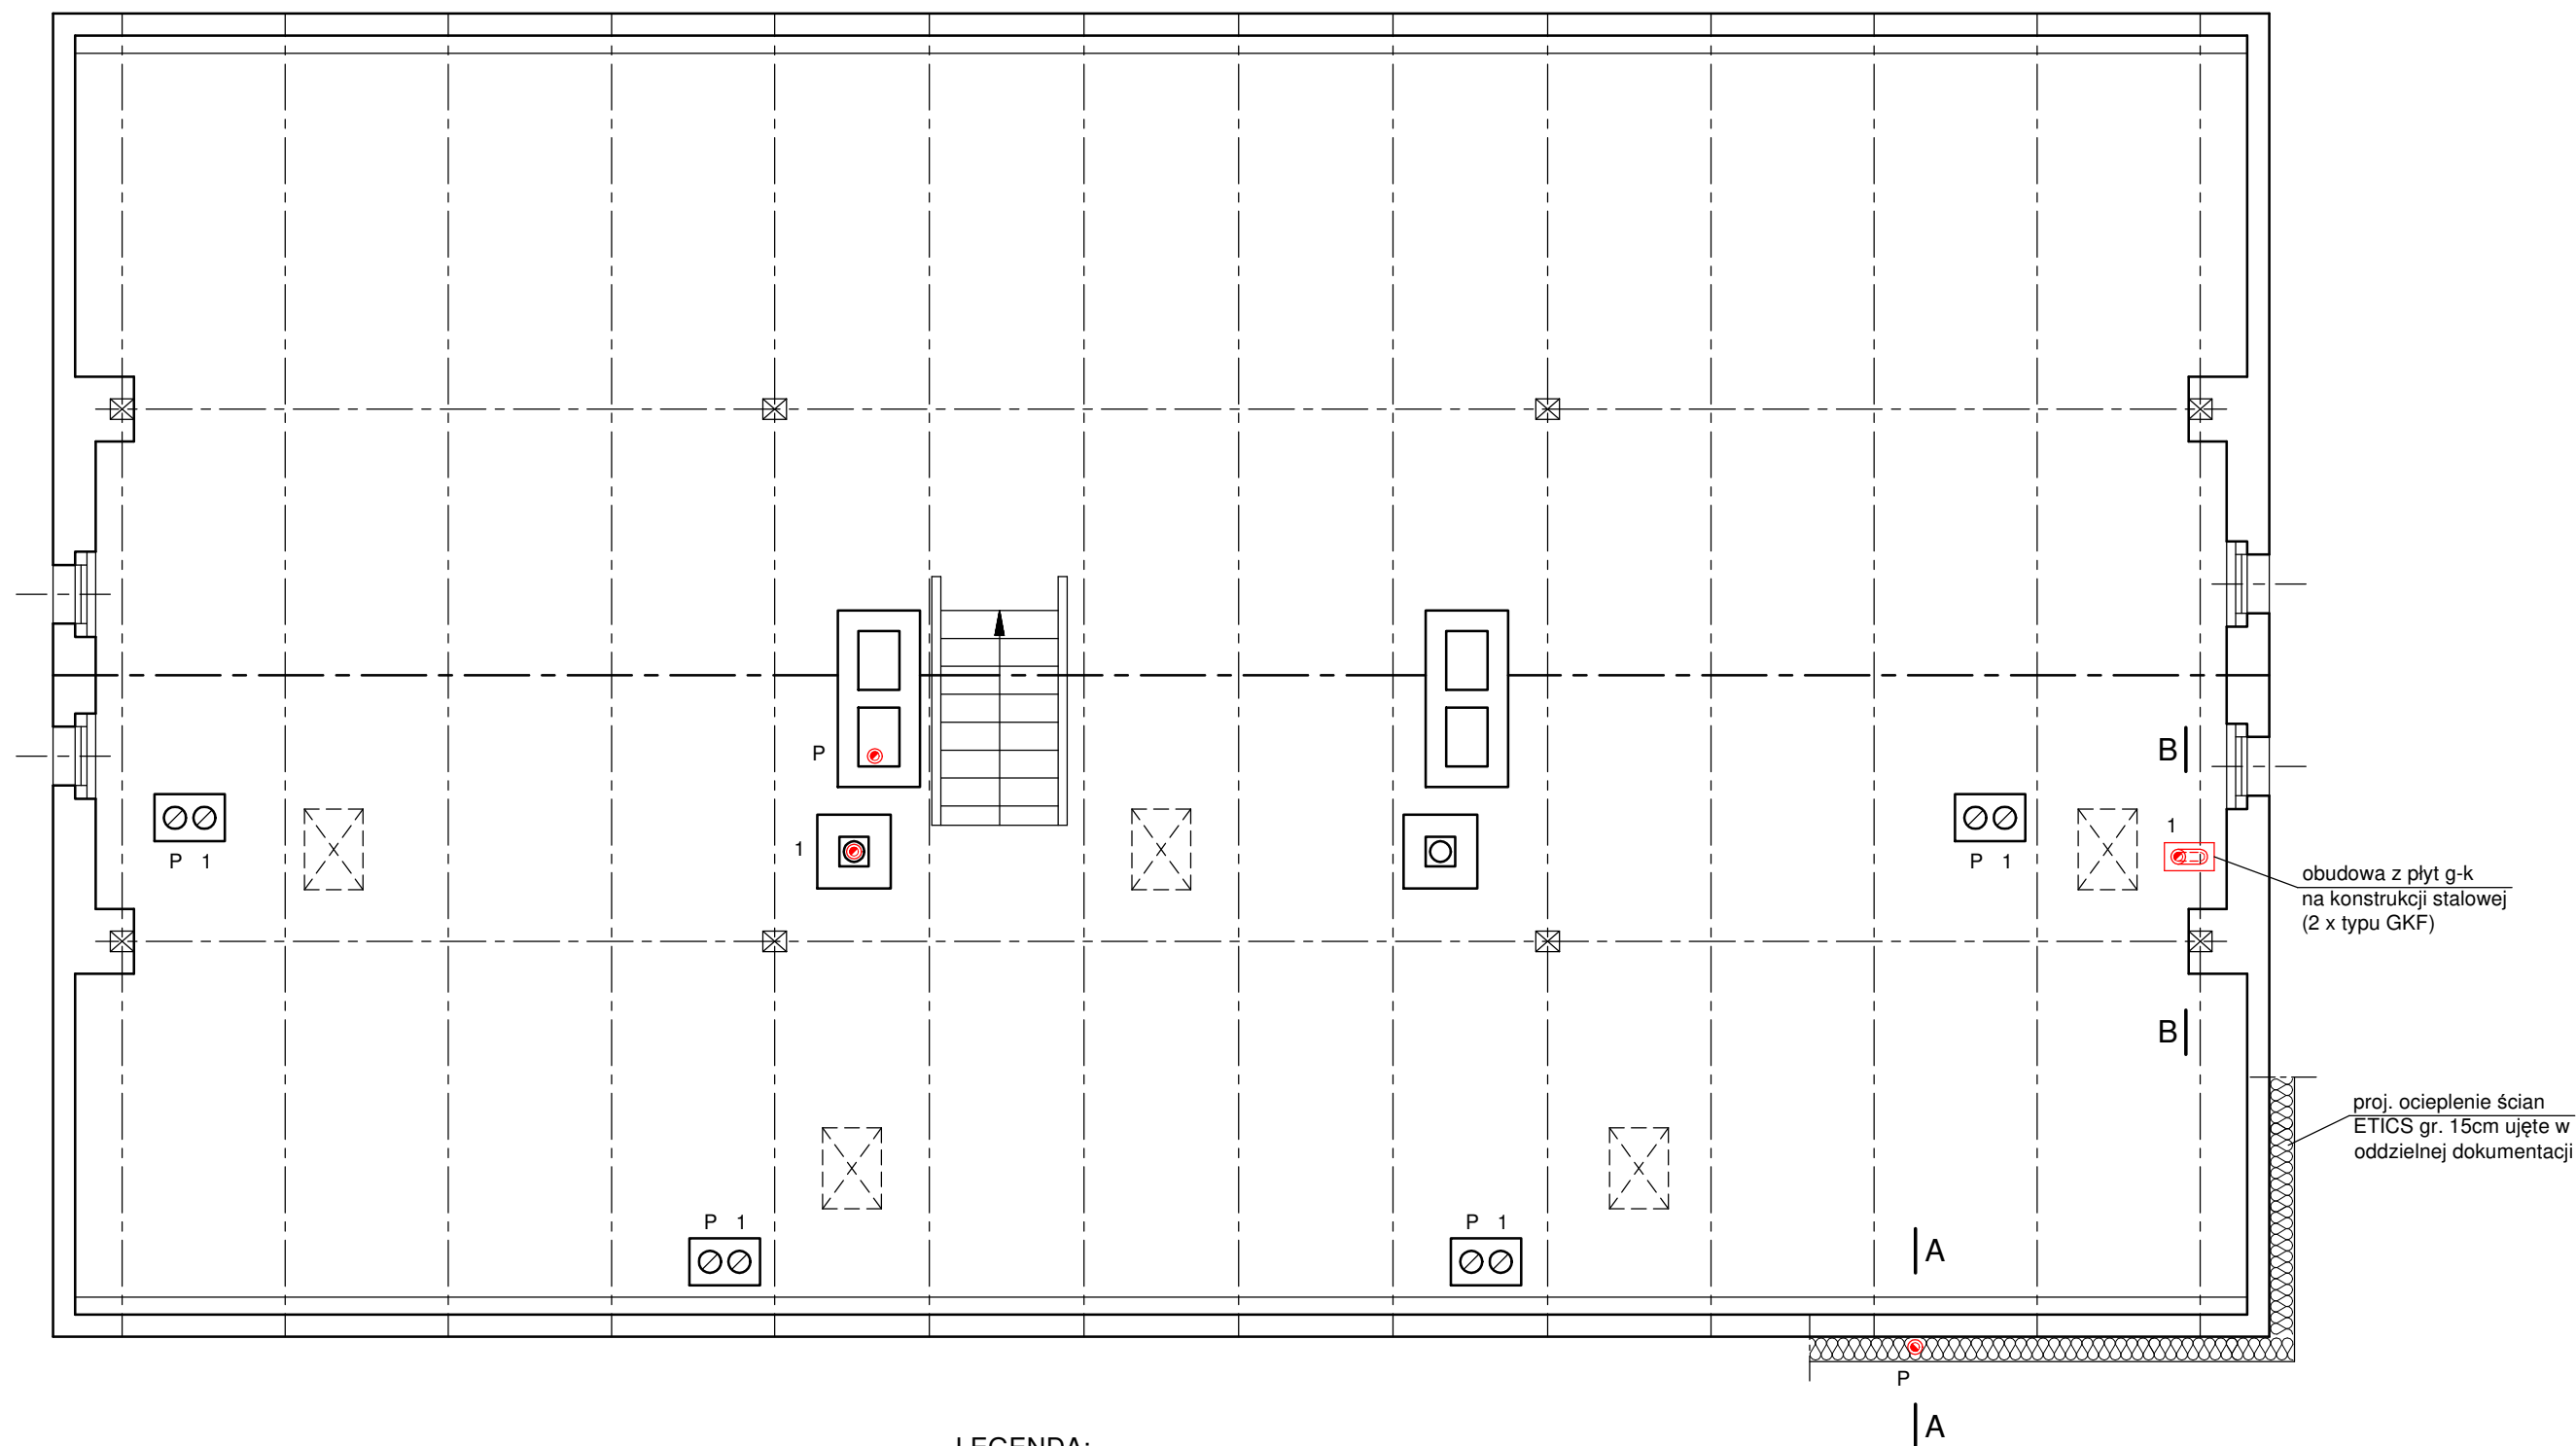 P
B
P 1
1
P 1
1
obudowa z płyt g-k
na konstrukcji stalowej
(2 x typu GKF)
B
proj. ocieplenie ścian
ETICS gr. 15cm ujęte w
oddzielnej dokumentacji
P 1
P 1
A
P
A
LEGENDA: